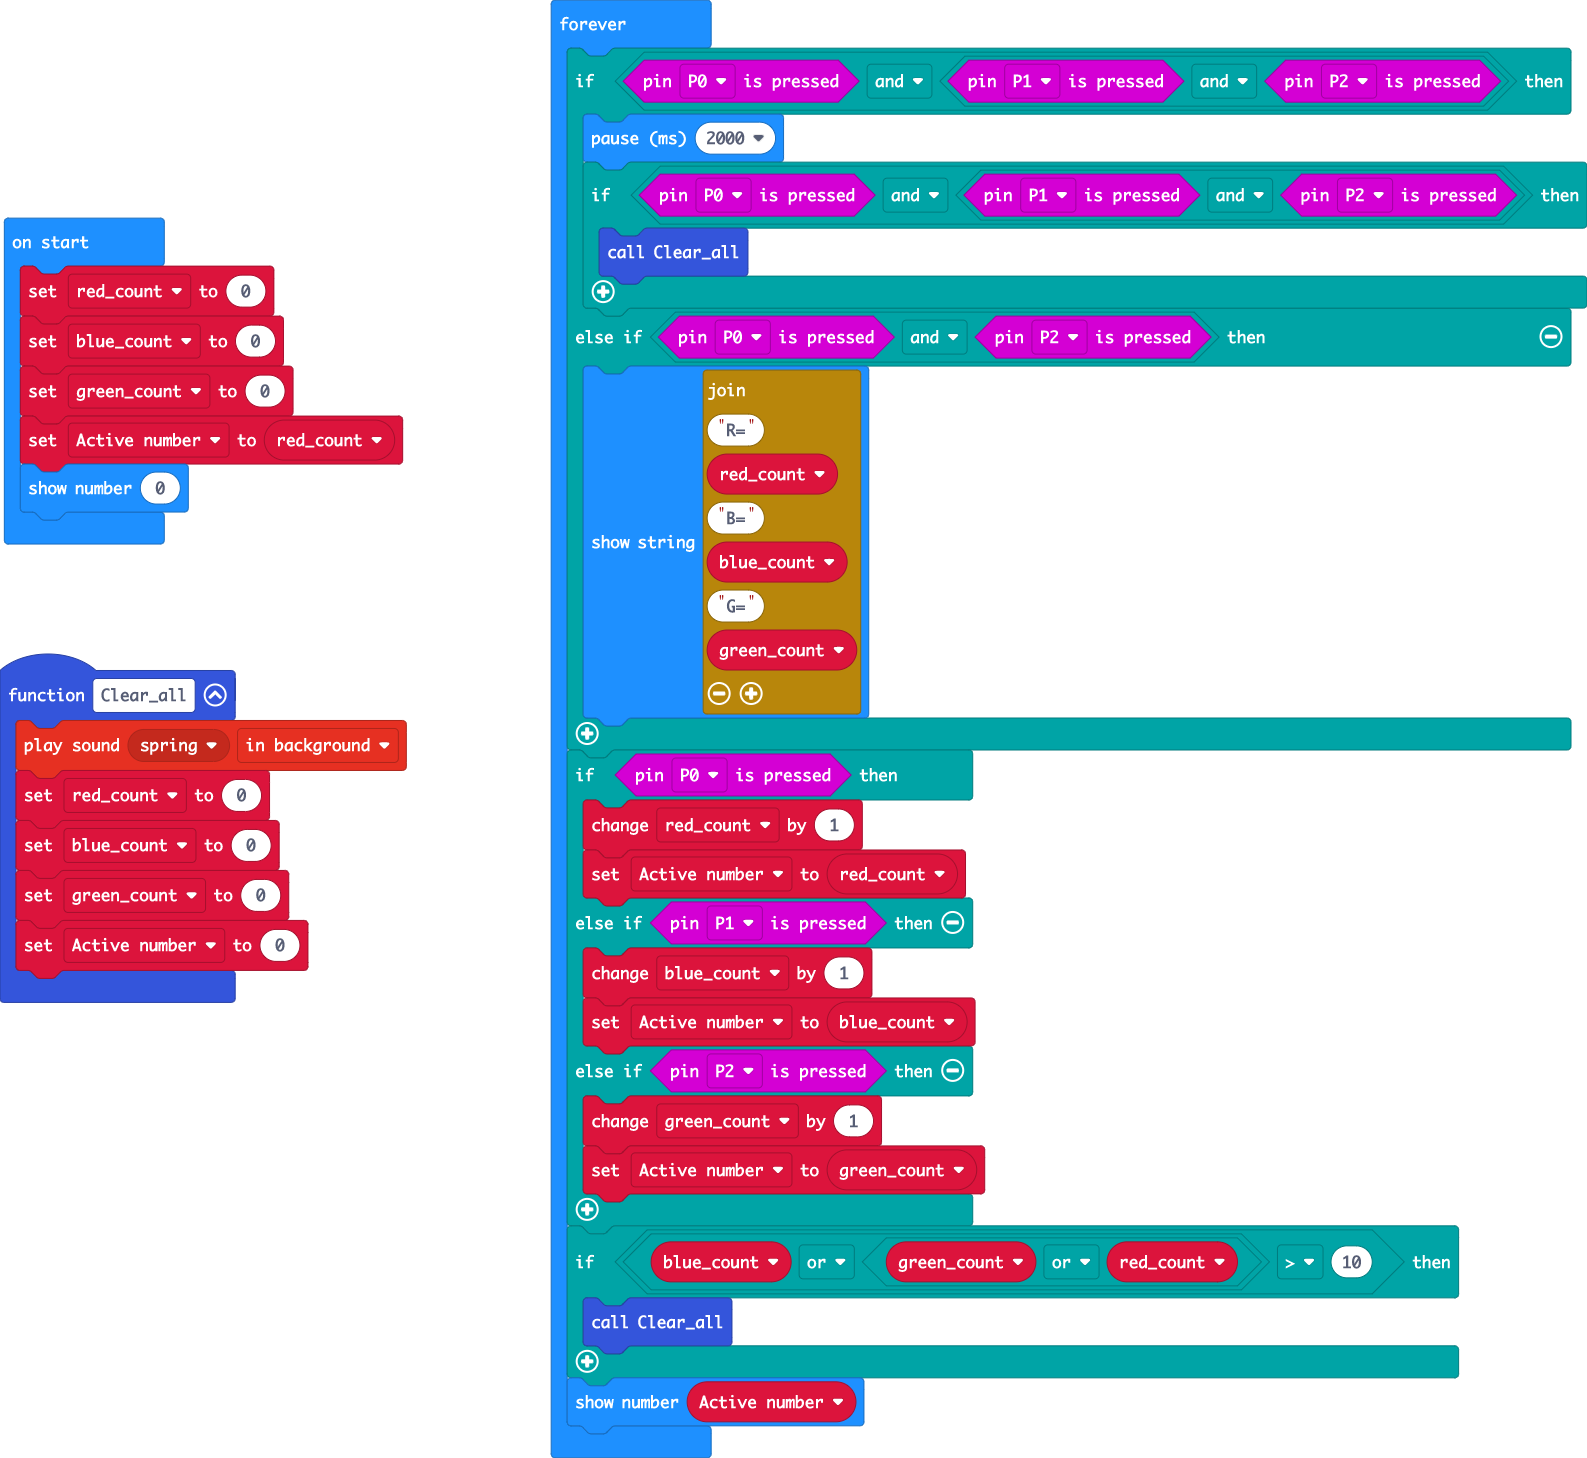 on start
set red_count to 0
set blue_count to 0
set green_count to 0
set Active number to red_count
show number 0
function Clear_all
play sound spring in background
set red_count to 0
set blue_count to 0
set green_count to 0
set Active number to 0
forever
if pin P0 is pressed and pin P1 is pressed and pin P2 is pressed then
pause (ms) 2000
if pin P0 is pressed and pin P1 is pressed and pin P2 is pressed then
call Clear_all
else if pin P0 is pressed and pin P2 is pressed then
join
"R="
red_count
"B="
show string
blue_count
"G="
green_count
if pin P0 is pressed then
change red_count by 1
set Active number to red_count
else if pin P1 is pressed then
change blue_count by 1
set Active number to blue_count
else if pin P2 is pressed then
change green_count by 1
set Active number to green_count
if blue_count or green_count or red_count > 10 then
call Clear_all
show number Active number